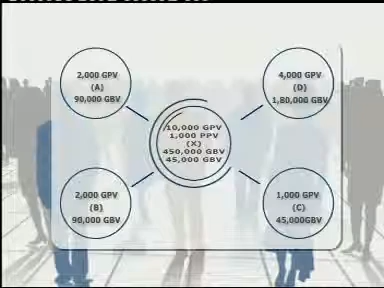 2,000 GPV
(A)
90,000 GBV
4,000 GPV
(D)
1,80,000 GBV
10,000 GPV
1,000 PPV
(X)
450,000 GBV
45,000 GBV
2,000 GPV
(B)
90,000 GBV
1,000 GPV
(C)
45,000GBV